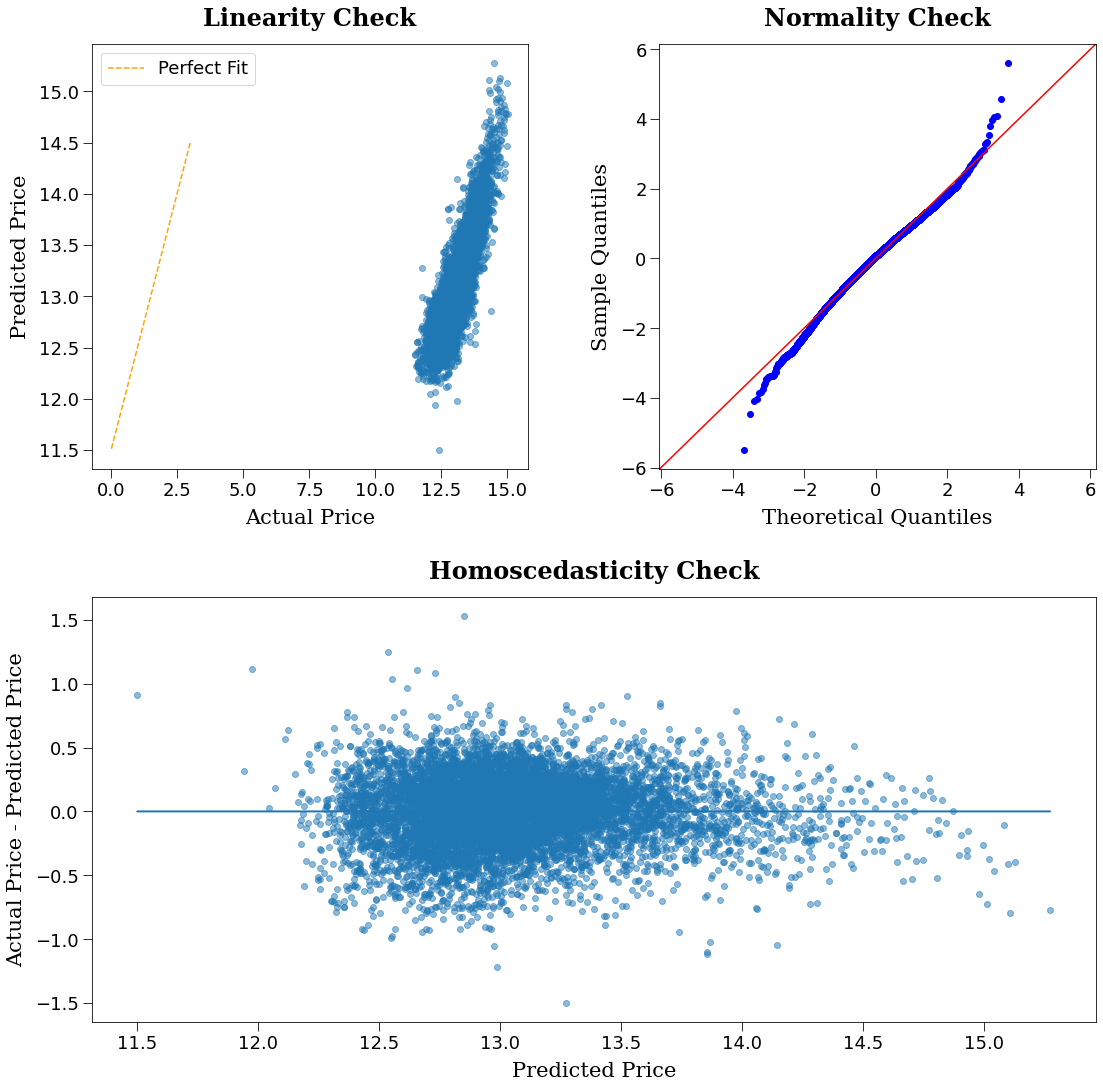 Linearity Check
Perfect Fit
Predicted Price
15.0
14.5
14.0
13.5
13.0
12.5
12.0
11.5
0.0 2.5 5.0 7.5 10.0 12.5 15.0
Actual Price
Normality Check
Sample Quantiles
6
4
2
0
−2
−4
−6
−6 −4 −2 0 2 4 6
Theoretical Quantiles
Homoscedasticity Check
Actual Price - Predicted Price
1.5
1.0
0.5
0.0
−0.5
−1.0
−1.5
11.5 12.0 12.5 13.0 13.5 14.0 14.5 15.0
Predicted Price